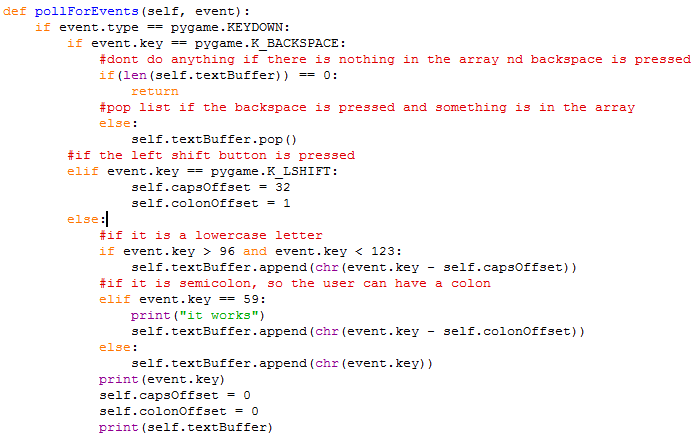 def pollForEvents(self, event):
    if event.type == pygame.KEYDOWN:
        if event.key == pygame.K_BACKSPACE:
            #dont do anything if there is nothing in the array nd backspace is pressed
            if(len(self.textBuffer)) == 0:
                return
            #pop list if the backspace is pressed and something is in the array
            else:
                self.textBuffer.pop()
        #if the left shift button is pressed
        elif event.key == pygame.K_LSHIFT:
                self.capsOffset = 32
                self.colonOffset = 1
        else:
            #if it is a lowercase letter
            if event.key > 96 and event.key < 123:
                self.textBuffer.append(chr(event.key - self.capsOffset))
            #if it is semicolon, so the user can have a colon
            elif event.key == 59:
                print("it works")
                self.textBuffer.append(chr(event.key - self.colonOffset))
            else:
                self.textBuffer.append(chr(event.key))
            print(event.key)
            self.capsOffset = 0
            self.colonOffset = 0
            print(self.textBuffer)